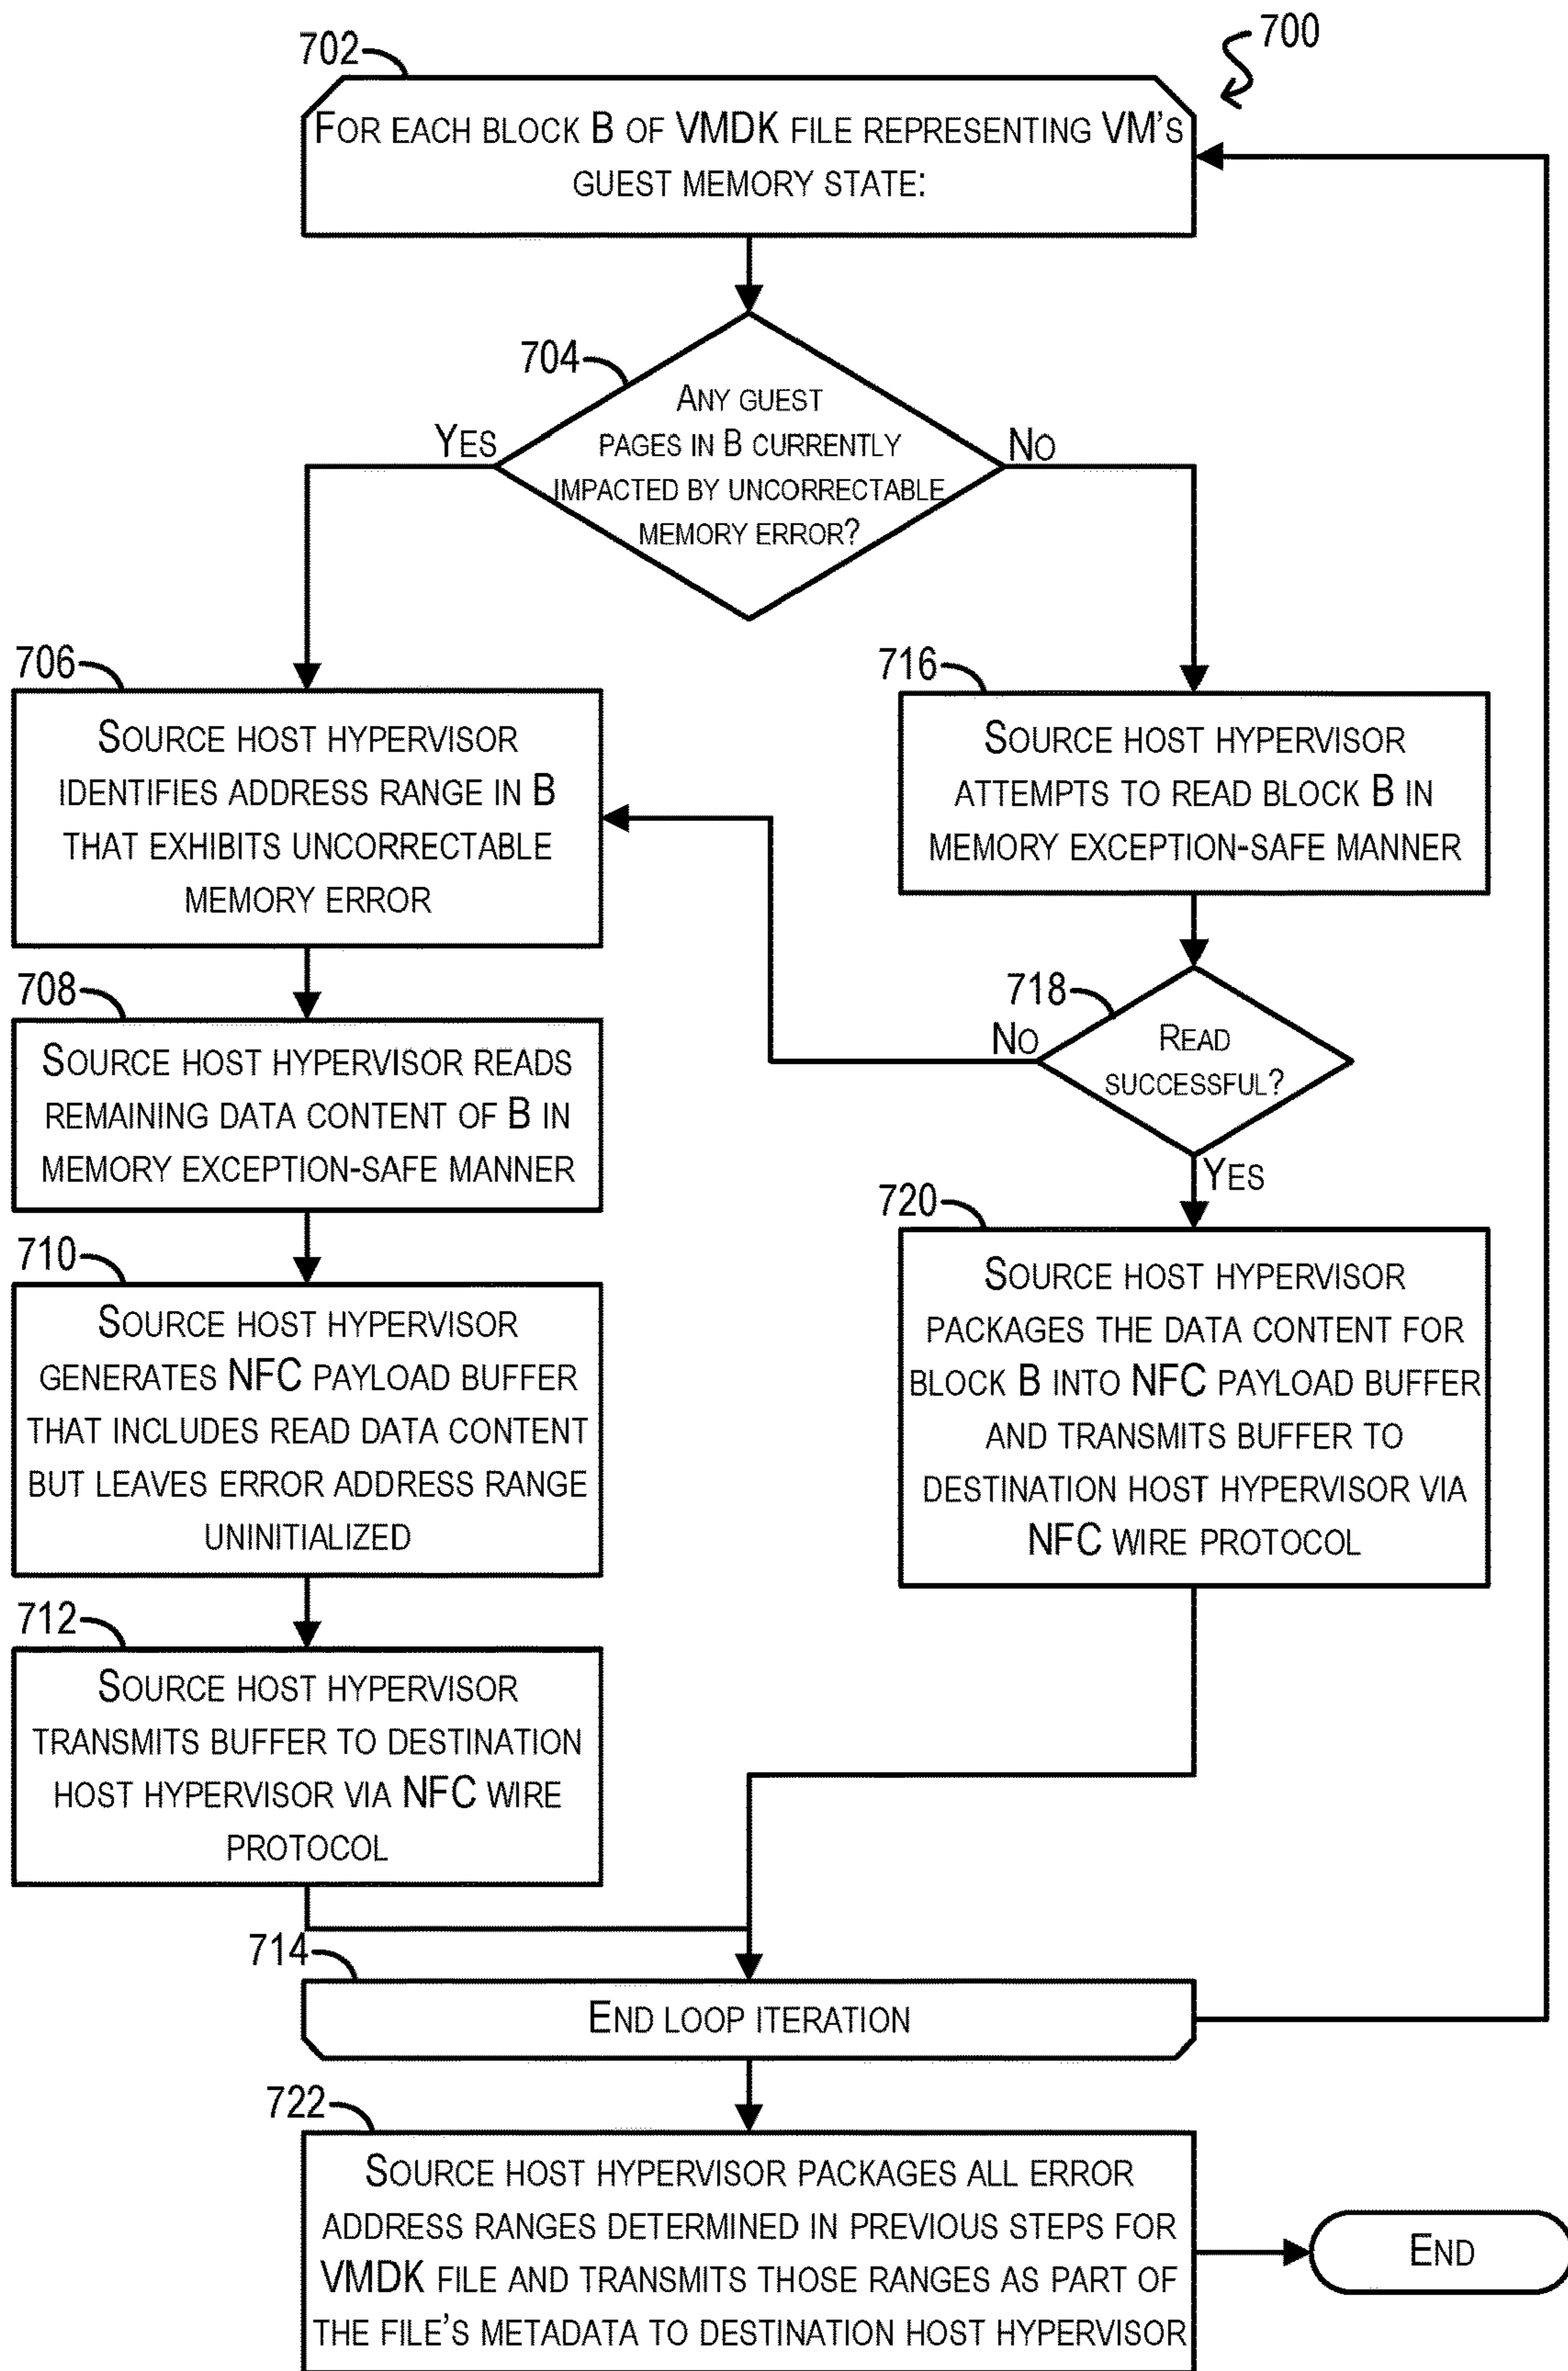 700
702
FOR EACH BLOCK B OF VMDK FILE REPRESENTING VM'S
GUEST MEMORY STATE:
704
ANY GUEST
PAGES IN B CURRENTLY
IMPACTED BY UNCORRECTABLE
MEMORY ERROR?
YES
NO
706
SOURCE HOST HYPERVISOR
IDENTIFIES ADDRESS RANGE IN B
THAT EXHIBITS UNCORRECTABLE
MEMORY ERROR
716
SOURCE HOST HYPERVISOR
ATTEMPTS TO READ BLOCK B IN
MEMORY EXCEPTION-SAFE MANNER
708
SOURCE HOST HYPERVISOR READS
REMAINING DATA CONTENT OF B IN
MEMORY EXCEPTION-SAFE MANNER
718
READ
SUCCESSFUL?
NO
YES
710
SOURCE HOST HYPERVISOR
GENERATES NFC PAYLOAD BUFFER
THAT INCLUDES READ DATA CONTENT
BUT LEAVES ERROR ADDRESS RANGE
UNINITIALIZED
720
SOURCE HOST HYPERVISOR
PACKAGES THE DATA CONTENT FOR
BLOCK B INTO NFC PAYLOAD BUFFER
AND TRANSMITS BUFFER TO
DESTINATION HOST HYPERVISOR VIA
NFC WIRE PROTOCOL
712
SOURCE HOST HYPERVISOR
TRANSMITS BUFFER TO DESTINATION
HOST HYPERVISOR VIA NFC WIRE
PROTOCOL
714
END LOOP ITERATION
722
SOURCE HOST HYPERVISOR PACKAGES ALL ERROR
ADDRESS RANGES DETERMINED IN PREVIOUS STEPS FOR
VMDK FILE AND TRANSMITS THOSE RANGES AS PART OF
THE FILE'S METADATA TO DESTINATION HOST HYPERVISOR
END